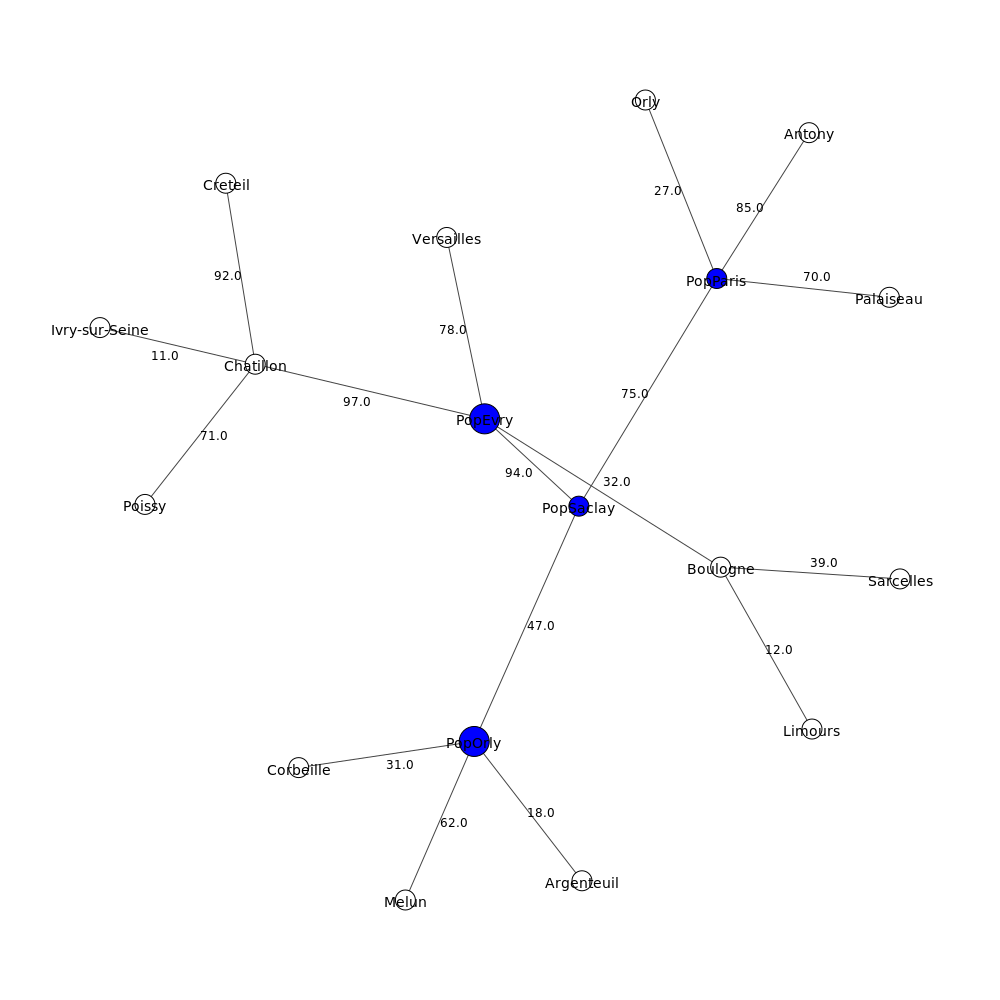 Orly
Antony
Creteil
27.0
85.0
Versailles
92.0
PopParis
70.0
Palaiseau
Ivry-sur-Seine
78.0
11.0
Chatillon
75.0
97.0
PopEvry
71.0
94.0
32.0
Poissy
PopSaclay
39.0
Boulogne
Sarcelles
47.0
12.0
Limours
PopOrly
31.0
Corbeille
18.0
62.0
Argenteuil
Melun